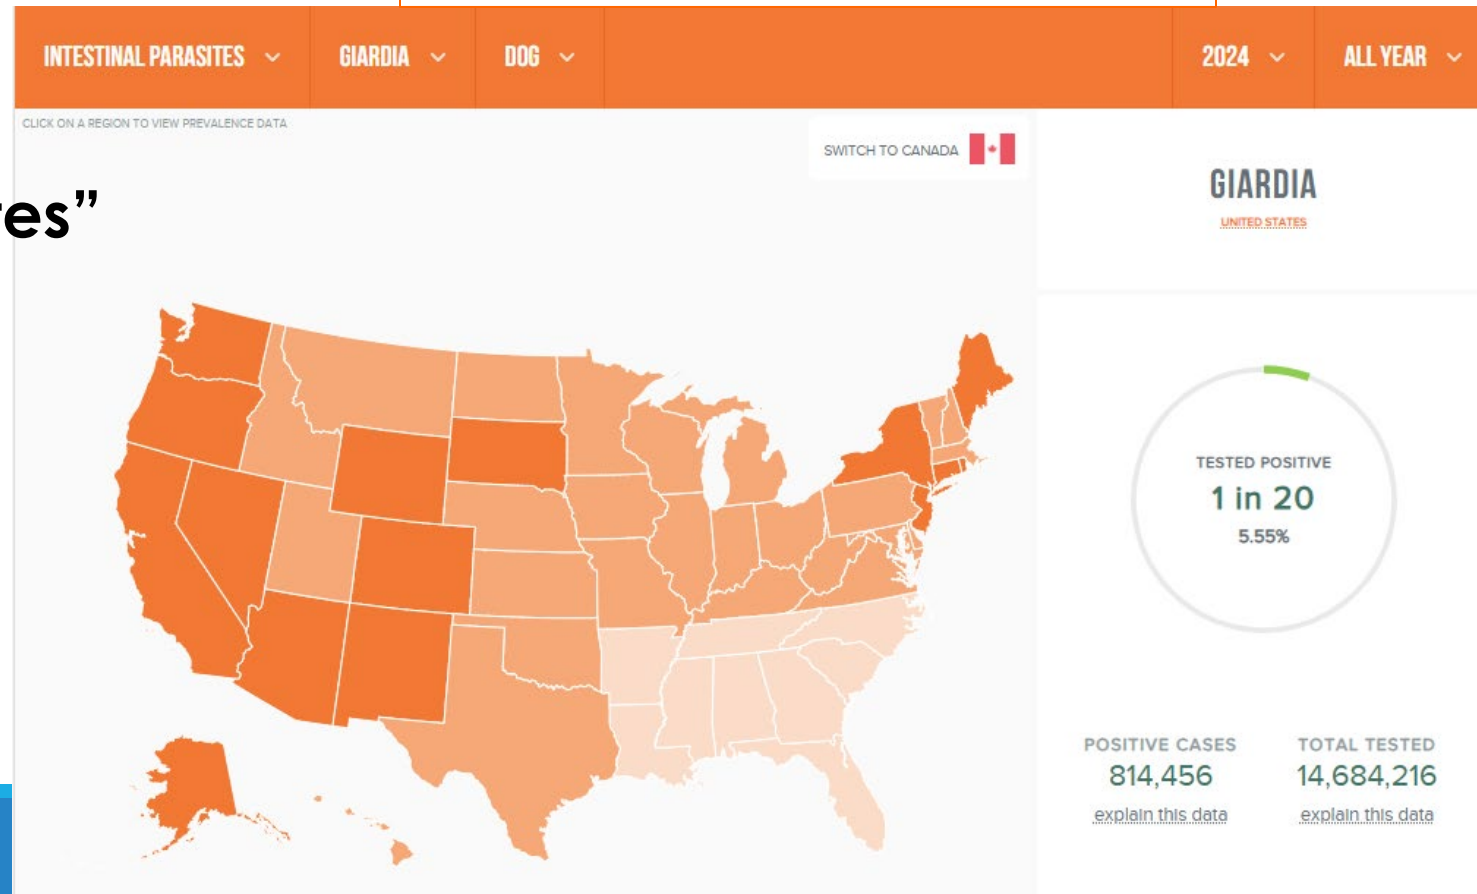 INTESTINAL PARASITES
GIARDIA
DOG
2024
ALL YEAR
CLICK ON A REGION TO VIEW PREVALENCE DATA
SWITCH TO CANADA
es”
GIARDIA
UNITED STATES
TESTED POSITIVE
1 in 20
5.55%
POSITIVE CASES
814,456
explain this data
TOTAL TESTED
14,684,216
explain this data